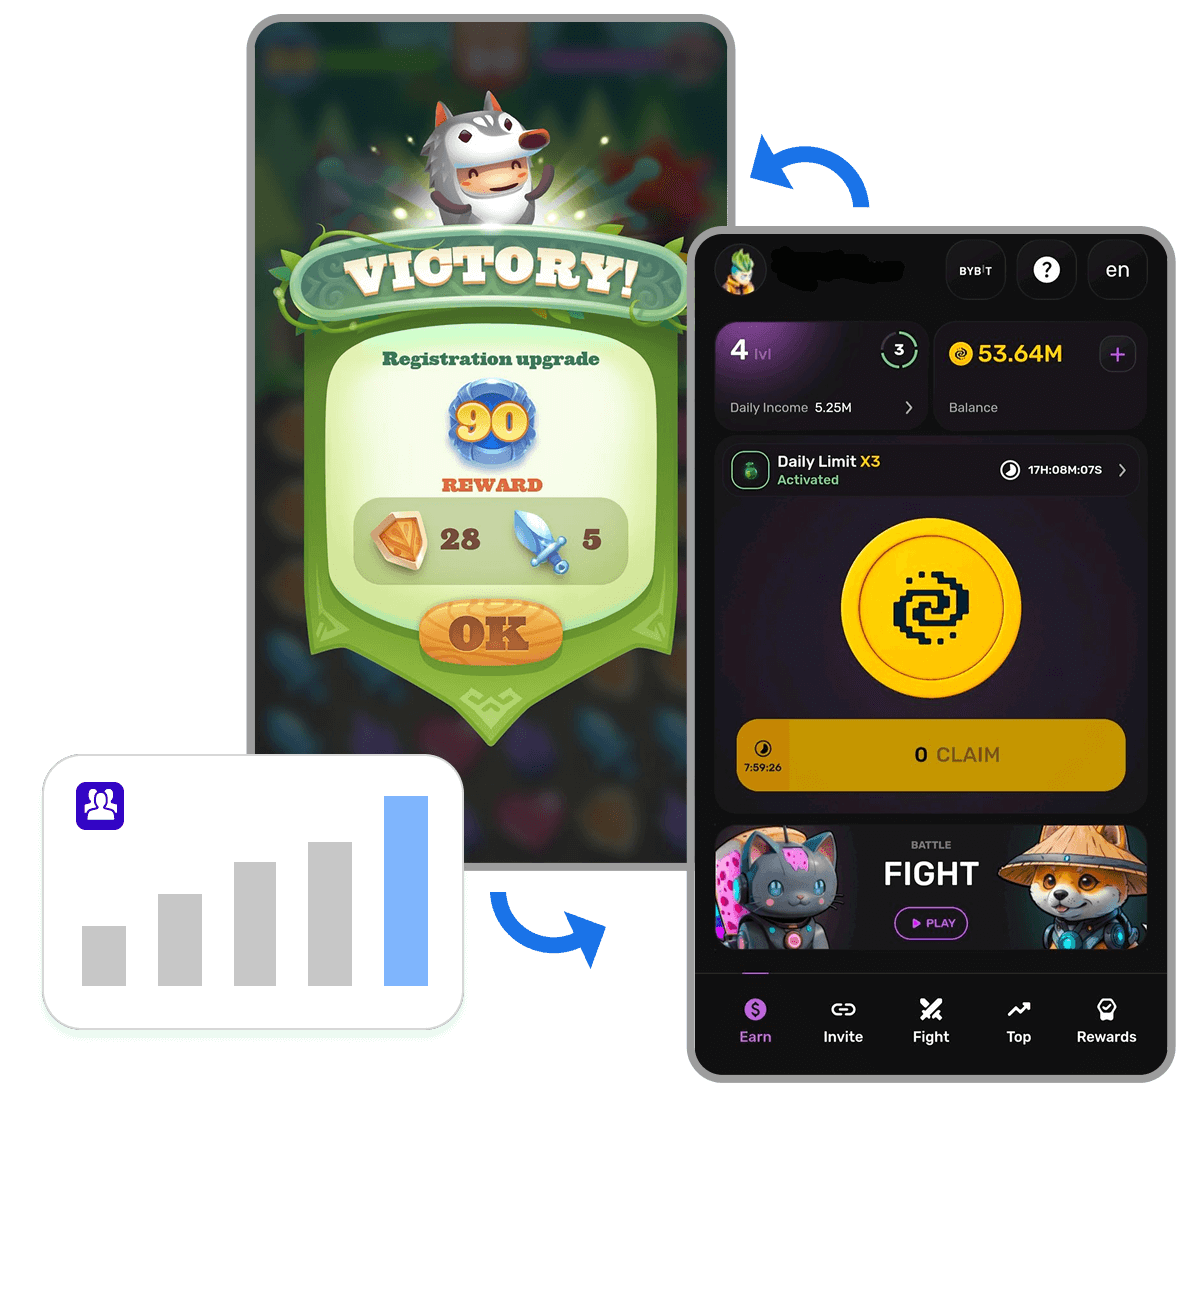 VICTORY!
Registration upgrade
90
REWARD
28 5
OK
BYBIT ? en
4 lvl 3
Daily Income 5.25M
53.64M +
Balance
Daily Limit X3
Activated
17H:08M:07S
7:59:26
0 CLAIM
BATTLE
FIGHT
PLAY
$
Earn Invite Fight Top Rewards